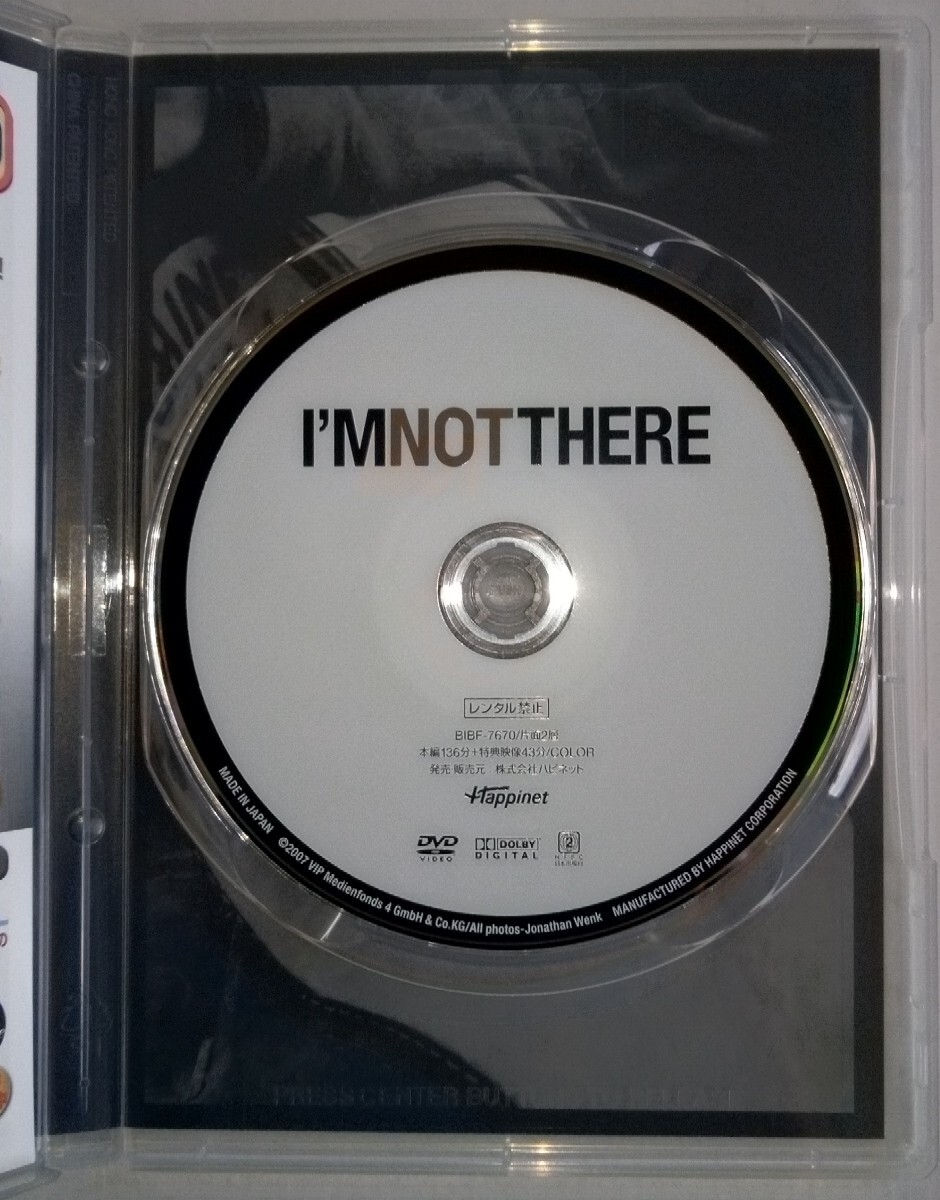 I'M NOT THERE
レンタル禁止
BIBF-7670/片面2層
本編136分+特典映像43分/COLOR
発売・販売元 株式会社ハピネット
Happinet
DVD
VIDEO
DOLBY
DIGITAL
2
MADE IN JAPAN ©2007 VIP Medienfonds 4 GmbH & Co.KG/All photos-Jonathan Wenk MANUFACTURED BY HAPPINET CORPORATION
PRESS CENTER